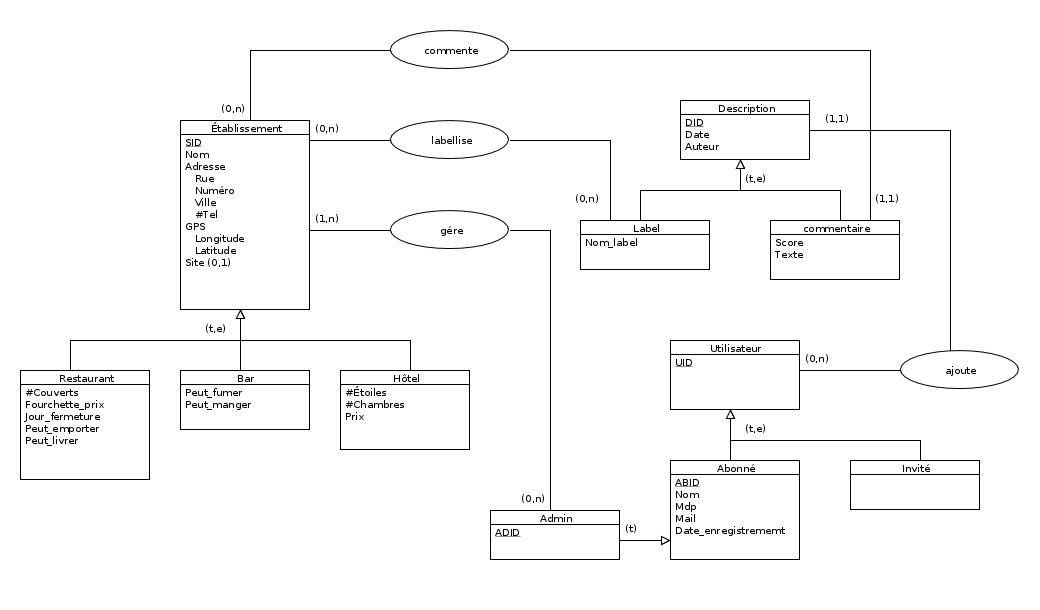 commente
(0,n)
Établissement
SID
Nom
Adresse
Rue
Numéro
Ville
#Tel
GPS
Longitude
Latitude
Site (0,1)
(0,n)
labellise
(1,n)
gére
Description
DID
Date
Auteur
(1,1)
(t,e)
(0,n)
(1,1)
Label
Nom_label
commentaire
Score
Texte
(t,e)
Restaurant
#Couverts
Fourchette_prix
Jour_fermeture
Peut_emporter
Peut_livrer
Bar
Peut_fumer
Peut_manger
Hôtel
#Étoiles
#Chambres
Prix
Utilisateur
UID
(0,n)
ajoute
(t,e)
Abonné
ABID
Nom
Mdp
Mail
Date_enregistrememt
Invité
(0,n)
Admin
ADID
(t)